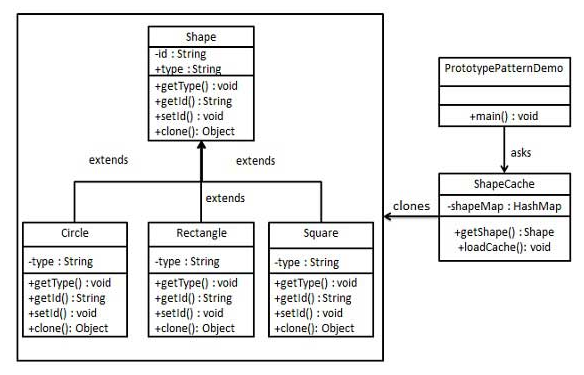 Shape
-id : String
+type : String
+getType() : void
+getId() : String
+setId() : void
+clone(): Object
extends
extends
extends
Circle
-type : String
+getType() : void
+getId() : String
+setId() : void
+clone(): Object
Rectangle
-type : String
+getType() : void
+getId() : String
+setId() : void
+clone(): Object
Square
-type : String
+getType() : void
+getId() : String
+setId() : void
+clone(): Object
PrototypePatternDemo
+main() : void
asks
ShapeCache
-shapeMap : HashMap
+getShape() : Shape
+loadCache(): void
clones